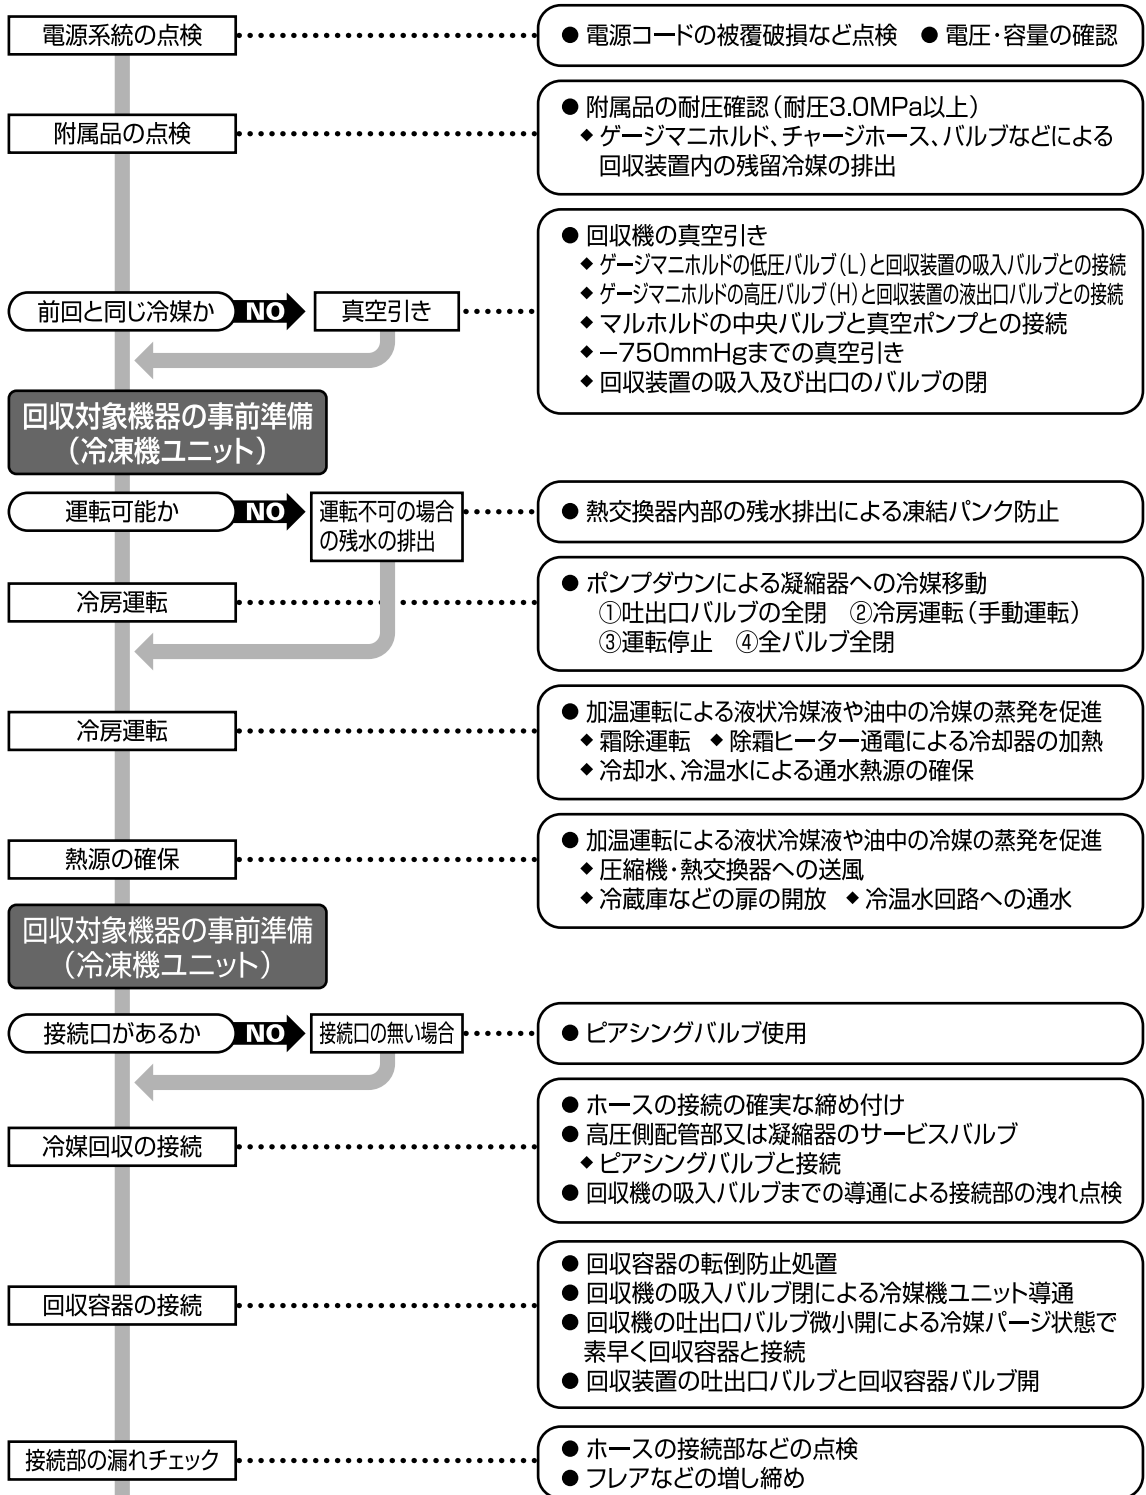 電源系統の点検
● 電源コードの被覆破損など点検 ● 電圧・容量の確認
附属品の点検
● 附属品の耐圧確認（耐圧3.0MPa以上）
◆ ゲージマニホルド、チャージホース、バルブなどによる
回収装置内の残留冷媒の排出
前回と同じ冷媒か
NO
真空引き
● 回収機の真空引き
◆ ゲージマニホルドの低圧バルブ（L）と回収装置の吸入バルブとの接続
◆ ゲージマニホルドの高圧バルブ（H）と回収装置の液出口バルブとの接続
◆ マルホルドの中央バルブと真空ポンプとの接続
◆ −750mmHgまでの真空引き
◆ 回収装置の吸入及び出口のバルブの閉
回収対象機器の事前準備
（冷凍機ユニット）
運転可能か
NO
運転不可の場合
の残水の排出
● 熱交換器内部の残水排出による凍結パンク防止
冷房運転
● ポンプダウンによる凝縮器への冷媒移動
①吐出口バルブの全閉 ②冷房運転（手動運転）
③運転停止 ④全バルブ全閉
冷房運転
● 加温運転による液状冷媒液や油中の冷媒の蒸発を促進
◆ 霜除運転 ◆ 除霜ヒーター通電による冷却器の加熱
◆ 冷却水、冷温水による通水熱源の確保
熱源の確保
● 加温運転による液状冷媒液や油中の冷媒の蒸発を促進
◆ 圧縮機・熱交換器への送風
◆ 冷蔵庫などの扉の開放 ◆ 冷温水回路への通水
回収対象機器の事前準備
（冷凍機ユニット）
接続口があるか
NO
接続口の無い場合
● ピアシングバルブ使用
冷媒回収の接続
● ホースの接続の確実な締め付け
● 高圧側配管部又は凝縮器のサービスバルブ
◆ ピアシングバルブと接続
● 回収機の吸入バルブまでの導通による接続部の洩れ点検
回収容器の接続
● 回収容器の転倒防止処置
● 回収機の吸入バルブ閉による冷媒機ユニット導通
● 回収機の吐出口バルブ微小開による冷媒パージ状態で
素早く回収容器と接続
● 回収装置の吐出口バルブと回収容器バルブ開
接続部の漏れチェック
● ホースの接続部などの点検
● フレアなどの増し締め